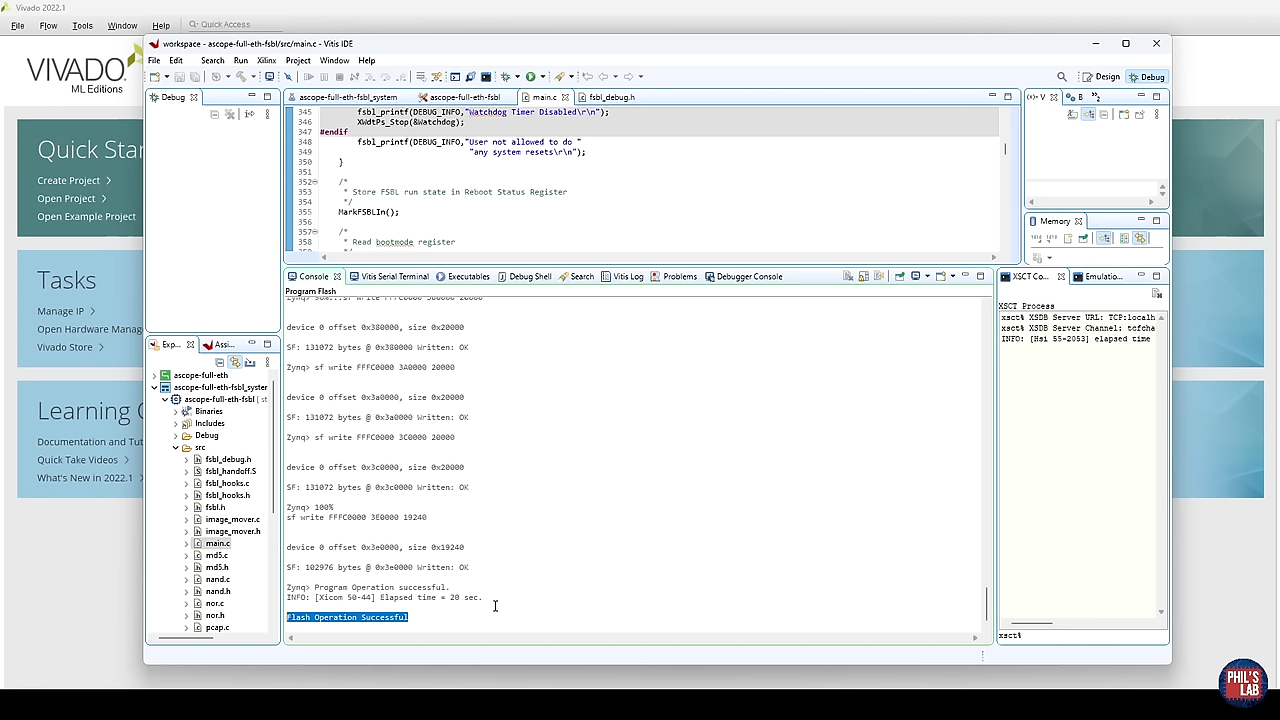 Vivado 2022.1
File Flow Tools Window Help Quick Access
VIVADO
ML Editions
Quick Star
Create Project
Open Project
Open Example Project
Tasks
Manage IP
Open Hardware Manag
Vivado Store
Learning C
Documentation and Tut
Quick Take Videos
What's New in 2022.1
workspace - ascope-full-eth-fsbl/src/main.c - Vitis IDE
File Edit Search Run Xilinx Project Window Help
Design Debug
Debug
ascope-full-eth-fsbl_system ascope-full-eth-fsbl main.c fsbl_debug.h
345 fsbl_printf(DEBUG_INFO,"Watchdog Timer Disabled\r\n");
346 XWdtPs_Stop(&Watchdog);
347 #endif
348 fsbl_printf(DEBUG_INFO,"User not allowed to do "
349 "any system resets\r\n");
350 }
351
352 /*
353 * Store FSBL run state in Reboot Status Register
354 */
355 MarkFSBLIn();
356
357 /*
358 * Read bootmode register
V B
Memory
Console Vitis Serial Terminal Executables Debug Shell Search Vitis Log Problems Debugger Console
Program Flash
device 0 offset 0x380000, size 0x20000
SF: 131072 bytes @ 0x380000 Written: OK
Zynq> sf write FFFC0000 3A0000 20000
device 0 offset 0x3a0000, size 0x20000
SF: 131072 bytes @ 0x3a0000 Written: OK
Zynq> sf write FFFC0000 3C0000 20000
device 0 offset 0x3c0000, size 0x20000
SF: 131072 bytes @ 0x3c0000 Written: OK
Zynq> 100%
sf write FFFC0000 3E0000 19240
device 0 offset 0x3e0000, size 0x19240
SF: 102976 bytes @ 0x3e0000 Written: OK
Zynq> Program Operation successful.
INFO: [Xicom 50-44] Elapsed time = 20 sec.
Flash Operation Successful
Exp... Assi...
ascope-full-eth
ascope-full-eth-fsbl_syster
ascope-full-eth-fsbl [ st
Binaries
Includes
Debug
src
fsbl_debug.h
fsbl_handoff.S
fsbl_hooks.c
fsbl_hooks.h
fsbl.h
image_mover.c
image_mover.h
main.c
md5.c
md5.h
nand.c
nand.h
nor.c
nor.h
pcap.c
XSCT Co... Emulatio...
XSCT Process
xsct% XSDB Server URL: TCP:localh
xsct% XSDB Server Channel: tcfcha
INFO: [Hsi 55-2053] elapsed time
xsct%
PHIL'S
LAB